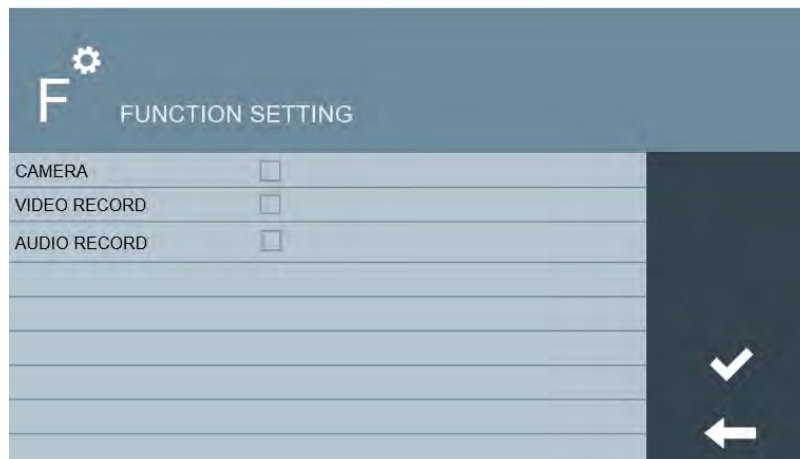 F
FUNCTION SETTING
CAMERA
VIDEO RECORD
AUDIO RECORD